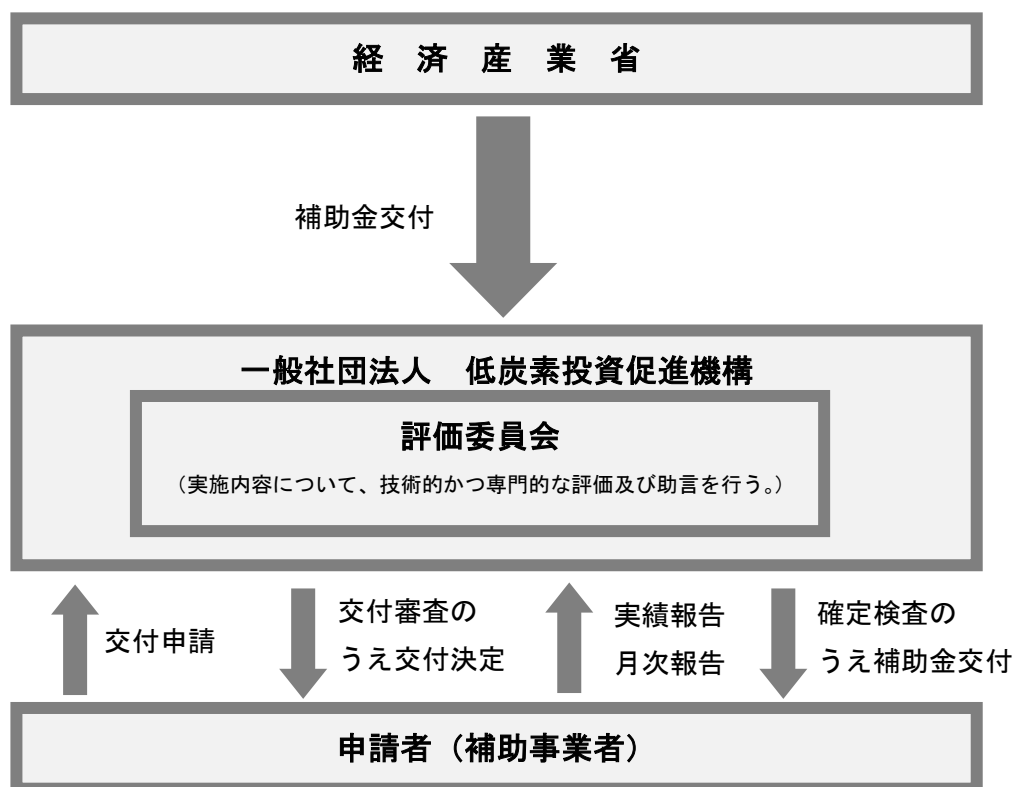 経 済 産 業 省
補助金交付
一般社団法人 低炭素投資促進機構
評価委員会
（実施内容について、技術的かつ専門的な評価及び助言を行う。）
交付申請
交付審査の
うえ交付決定
実績報告
月次報告
確定検査の
うえ補助金交付
申請者（補助事業者）